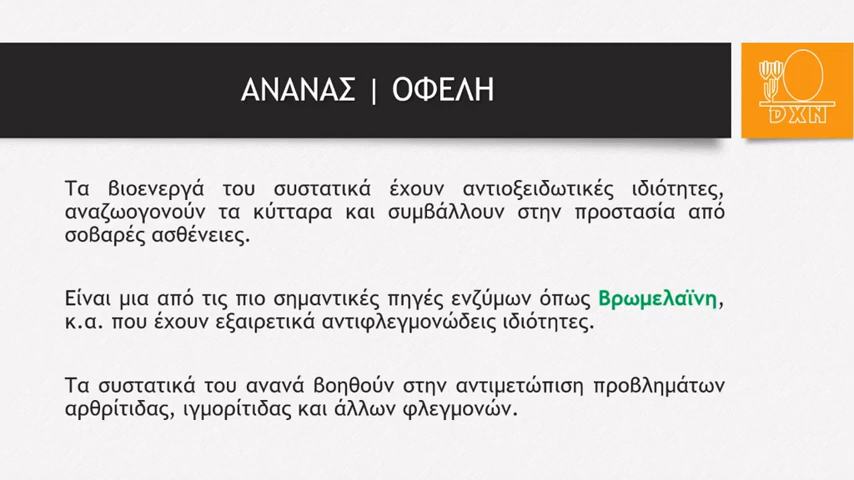 ΑΝΑΝΑΣ | ΟΦΕΛΗ
DXN
Τα βιοενεργά του συστατικά έχουν αντιοξειδωτικές ιδιότητες,
αναζωογονούν τα κύτταρα και συμβάλλουν στην προστασία από
σοβαρές ασθένειες.
Είναι μια από τις πιο σημαντικές πηγές ενζύμων όπως Βρωμελαϊνη,
κ.α. που έχουν εξαιρετικά αντιφλεγμονώδεις ιδιότητες.
Τα συστατικά του ανανά βοηθούν στην αντιμετώπιση προβλημάτων
αρθρίτιδας, ιγμορίτιδας και άλλων φλεγμονών.